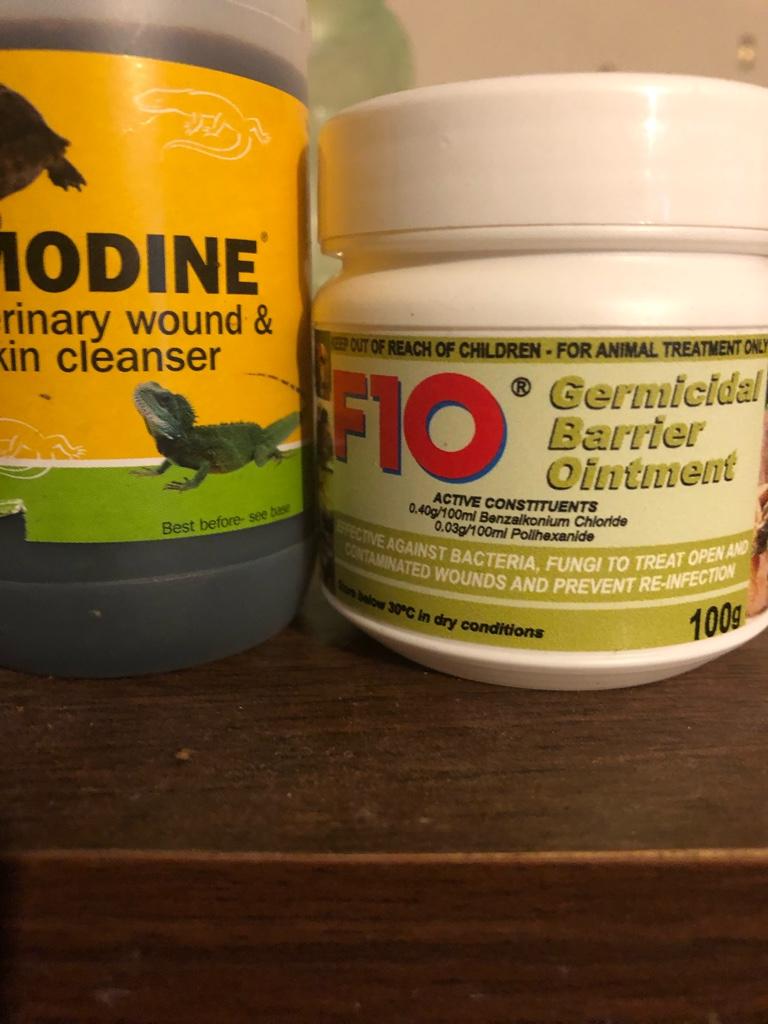 MODINE®
erinary wound &
kin cleanser
Best before- see base
KEEP OUT OF REACH OF CHILDREN - FOR ANIMAL TREATMENT ONLY
F10® Germicidal
Barrier
Ointment
ACTIVE CONSTITUENTS
0.40g/100ml Benzalkonium Chloride
0.03g/100ml Polihexanide
EFFECTIVE AGAINST BACTERIA, FUNGI TO TREAT OPEN AND
CONTAMINATED WOUNDS AND PREVENT RE-INFECTION
Store below 30°C in dry conditions
100g